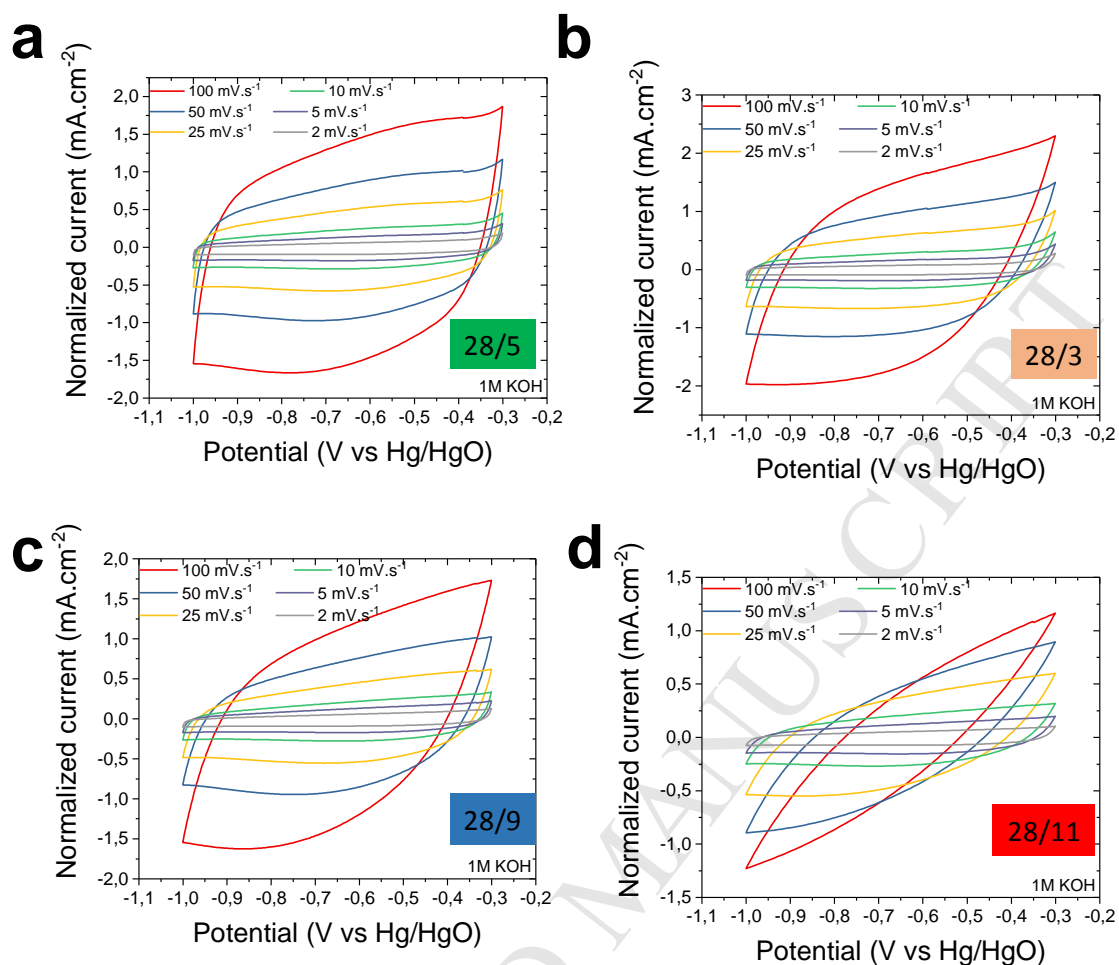 a
Normalized current (mA.cm-2)
2,0
1,5
1,0
0,5
0,0
-0,5
-1,0
-1,5
-2,0
100 mV.s-1
10 mV.s-1
50 mV.s-1
5 mV.s-1
25 mV.s-1
2 mV.s-1
28/5
1M KOH
-1,1 -1,0 -0,9 -0,8 -0,7 -0,6 -0,5 -0,4 -0,3 -0,2
Potential (V vs Hg/HgO)
b
Normalized current (mA.cm-2)
3
2
1
0
-1
-2
100 mV.s-1
10 mV.s-1
50 mV.s-1
5 mV.s-1
25 mV.s-1
2 mV.s-1
28/3
1M KOH
-1,1 -1,0 -0,9 -0,8 -0,7 -0,6 -0,5 -0,4 -0,3 -0,2
Potential (V vs Hg/HgO)
c
Normalized current (mA.cm-2)
2,0
1,5
1,0
0,5
0,0
-0,5
-1,0
-1,5
-2,0
100 mV.s-1
10 mV.s-1
50 mV.s-1
5 mV.s-1
25 mV.s-1
2 mV.s-1
28/9
1M KOH
-1,1 -1,0 -0,9 -0,8 -0,7 -0,6 -0,5 -0,4 -0,3 -0,2
Potential (V vs Hg/HgO)
d
Normalized current (mA.cm-2)
1,5
1,0
0,5
0,0
-0,5
-1,0
-1,5
100 mV.s-1
10 mV.s-1
50 mV.s-1
5 mV.s-1
25 mV.s-1
2 mV.s-1
28/11
1M KOH
-1,1 -1,0 -0,9 -0,8 -0,7 -0,6 -0,5 -0,4 -0,3 -0,2
Potential (V vs Hg/HgO)
D MANUSCRIPT